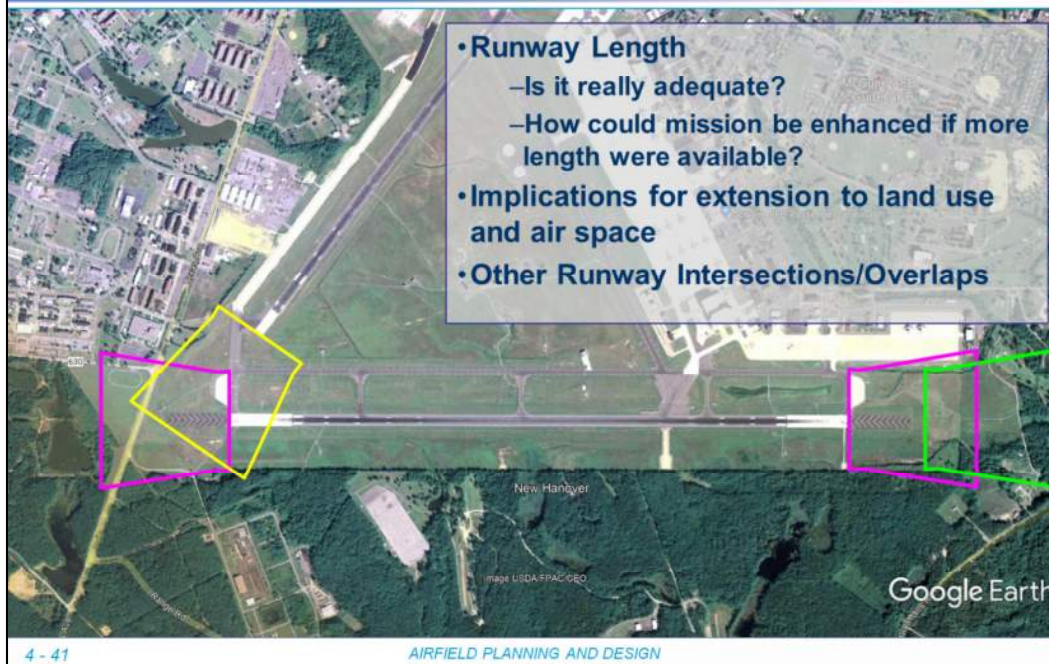 •Runway Length
–Is it really adequate?
–How could mission be enhanced if more
length were available?
•Implications for extension to land use
and air space
•Other Runway Intersections/Overlaps
630
New Hanover
Image USDA/FPAC/GEO
Google Earth
4 - 41
AIRFIELD PLANNING AND DESIGN